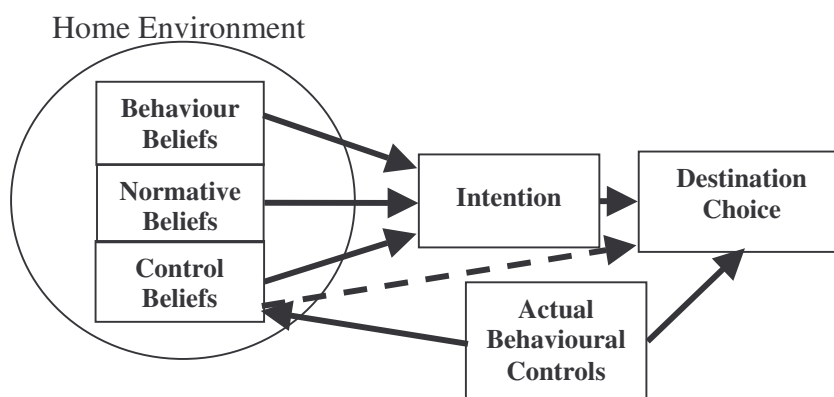 Home Environment
Behaviour
Beliefs
Normative
Beliefs
Control
Beliefs
Intention
Destination
Choice
Actual
Behavioural
Controls